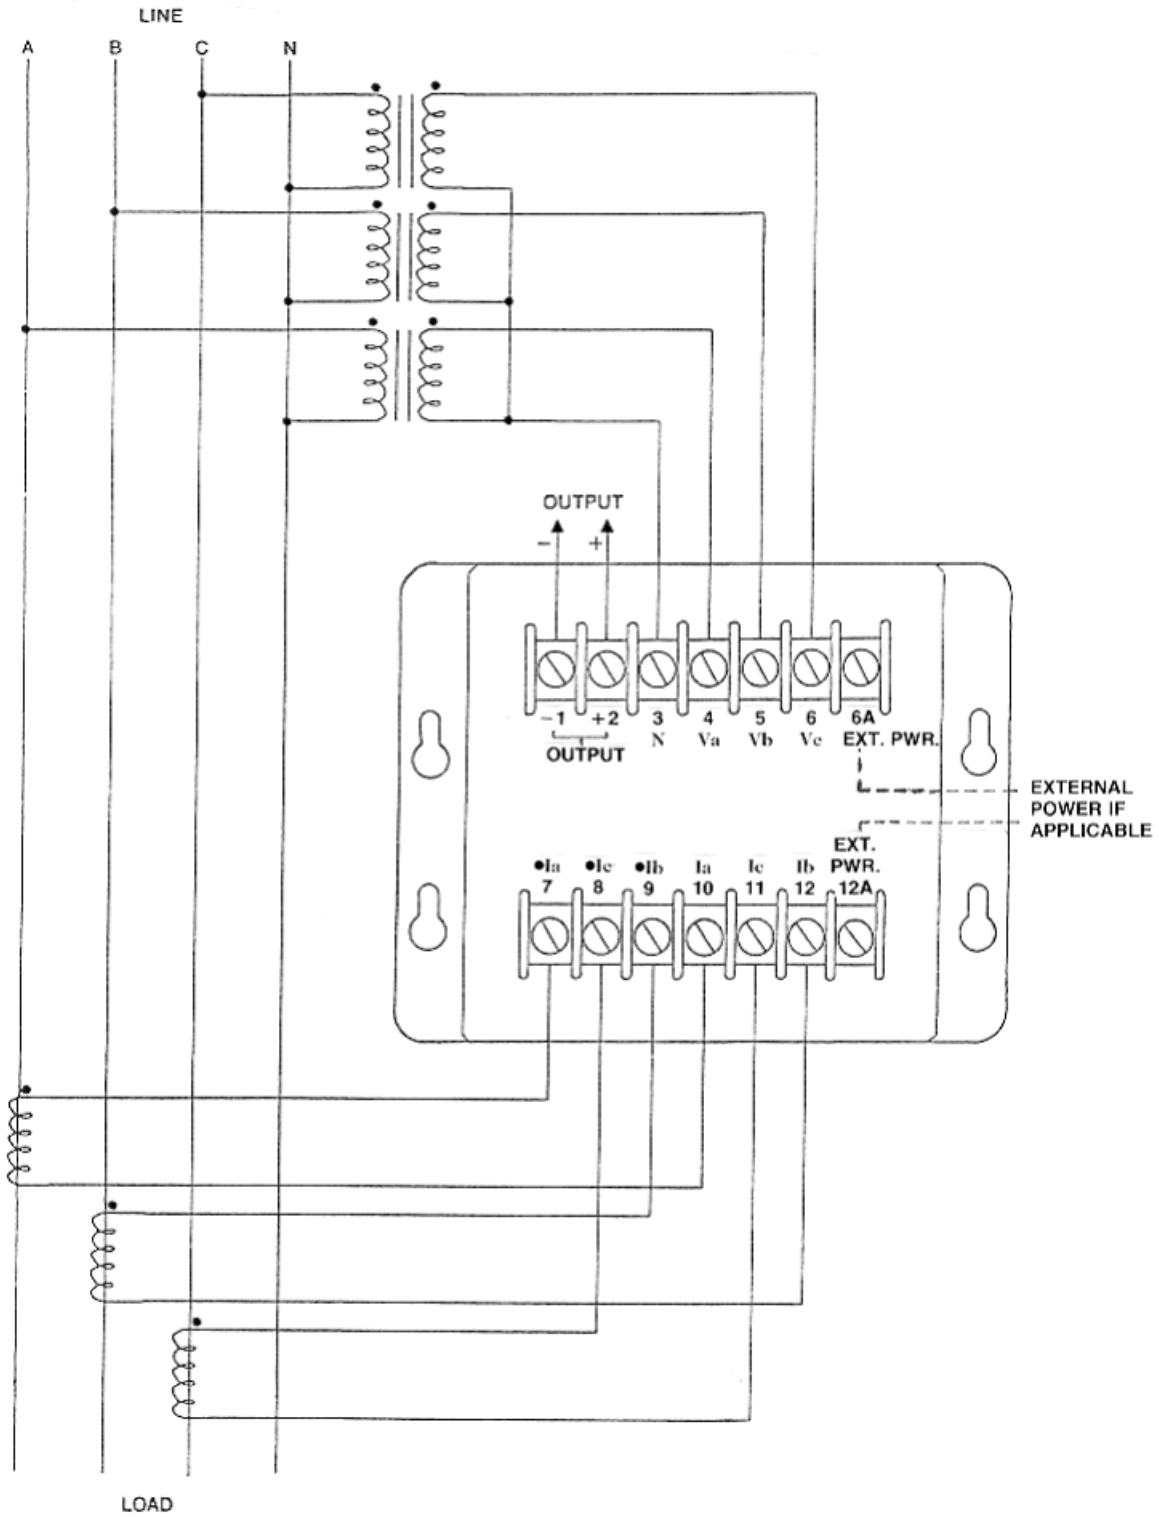 LINE
A B C N
OUTPUT
− +
−1 +2 3 4 5 6 6A
N Va Vb Vc EXT. PWR.
OUTPUT
EXTERNAL
POWER IF
APPLICABLE
EXT.
●Ia ●Ic ●Ib Ia Ic Ib PWR.
7 8 9 10 11 12 12A
LOAD